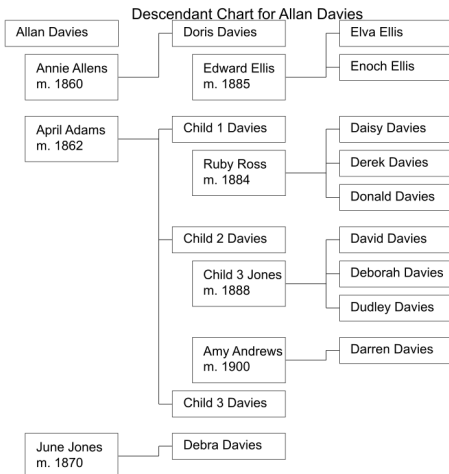 Descendant Chart for Allan Davies
Allan Davies
Doris Davies
Elva Ellis
Annie Allens
m. 1860
Edward Ellis
m. 1885
Enoch Ellis
April Adams
m. 1862
Child 1 Davies
Daisy Davies
Ruby Ross
m. 1884
Derek Davies
Donald Davies
Child 2 Davies
David Davies
Child 3 Jones
m. 1888
Deborah Davies
Dudley Davies
Amy Andrews
m. 1900
Darren Davies
Child 3 Davies
June Jones
m. 1870
Debra Davies